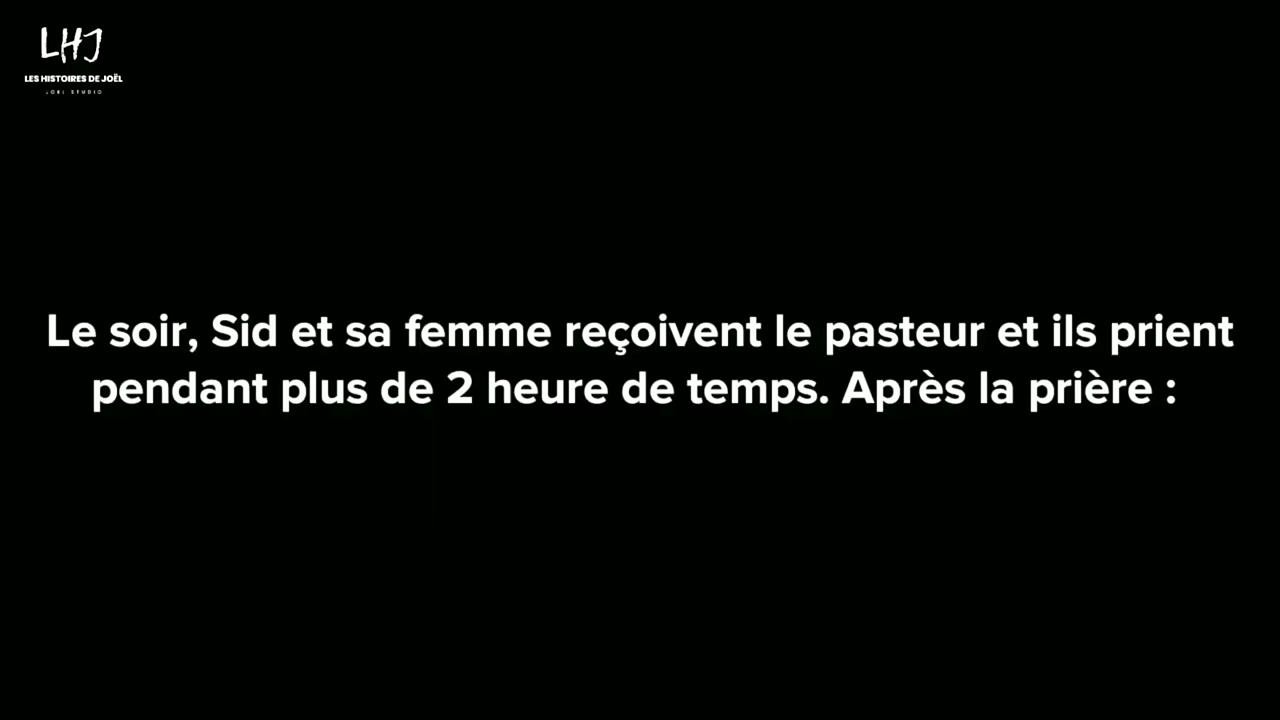 LHJ
LES HISTOIRES DE JOËL
Le soir, Sid et sa femme reçoivent le pasteur et ils prient
pendant plus de 2 heure de temps. Après la prière :